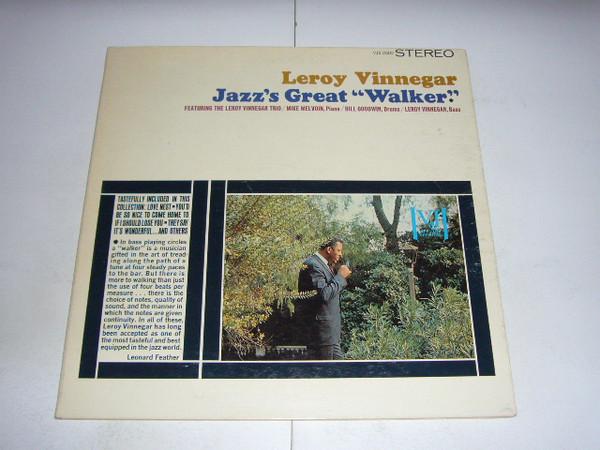 STEREO
Leroy Vinnegar
Jazz's Great "Walker."
FEATURING THE LEROY VINNEGAR TRIO / MIKE MELVOIN, Piano / BILL GOODWIN, Drums / LEROY VINNEGAR, Bass
TASTEFULLY INCLUDED IN THIS
COLLECTION: LOVE NEST • YOU'D
BE SO NICE TO COME HOME TO
IF I SHOULD LOSE YOU • THEY SAY
IT'S WONDERFUL... AND OTHERS
● In bass playing circles
a "walker" is a musician
gifted in the art of tread-
ing along the path of a
tune at four steady paces
to the bar. But there is
more to walking than just
the use of four beats per
measure . . . there is the
choice of notes, quality of
sound, and the manner in
which the notes are given
continuity. In all of these,
Leroy Vinnegar has long
been accepted as one of
the most tasteful and best
equipped in the jazz world.
Leonard Feather